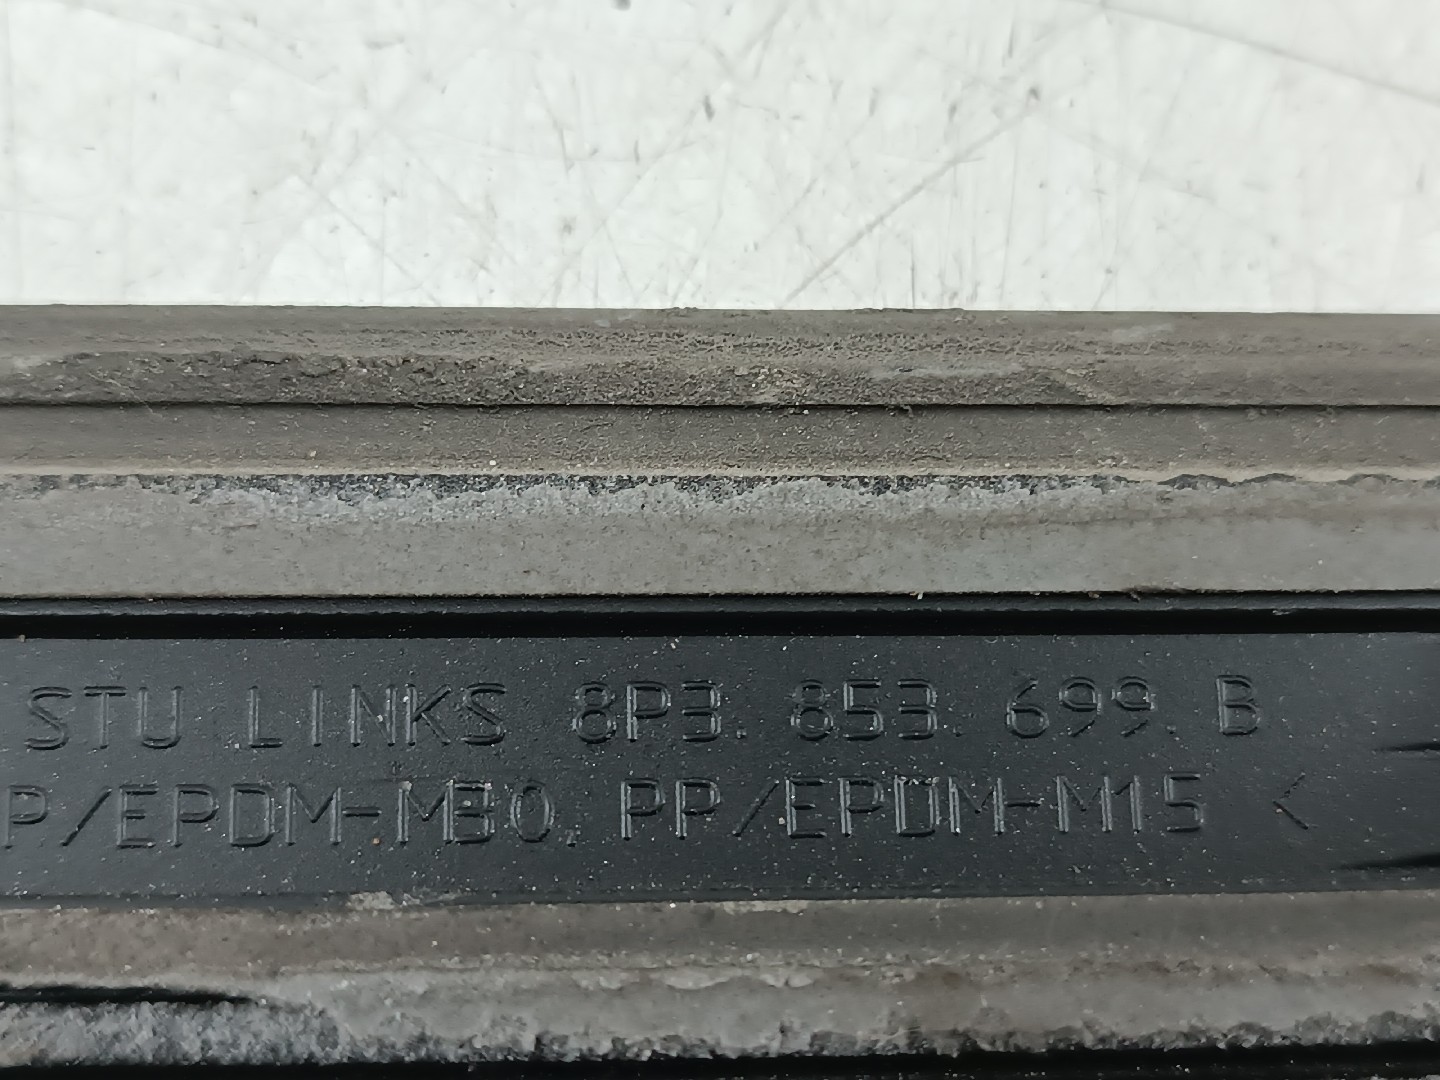 STU LINKS 8P3. 853. 699. B
P/EPDM-M30, PP/EPDM-M15 <